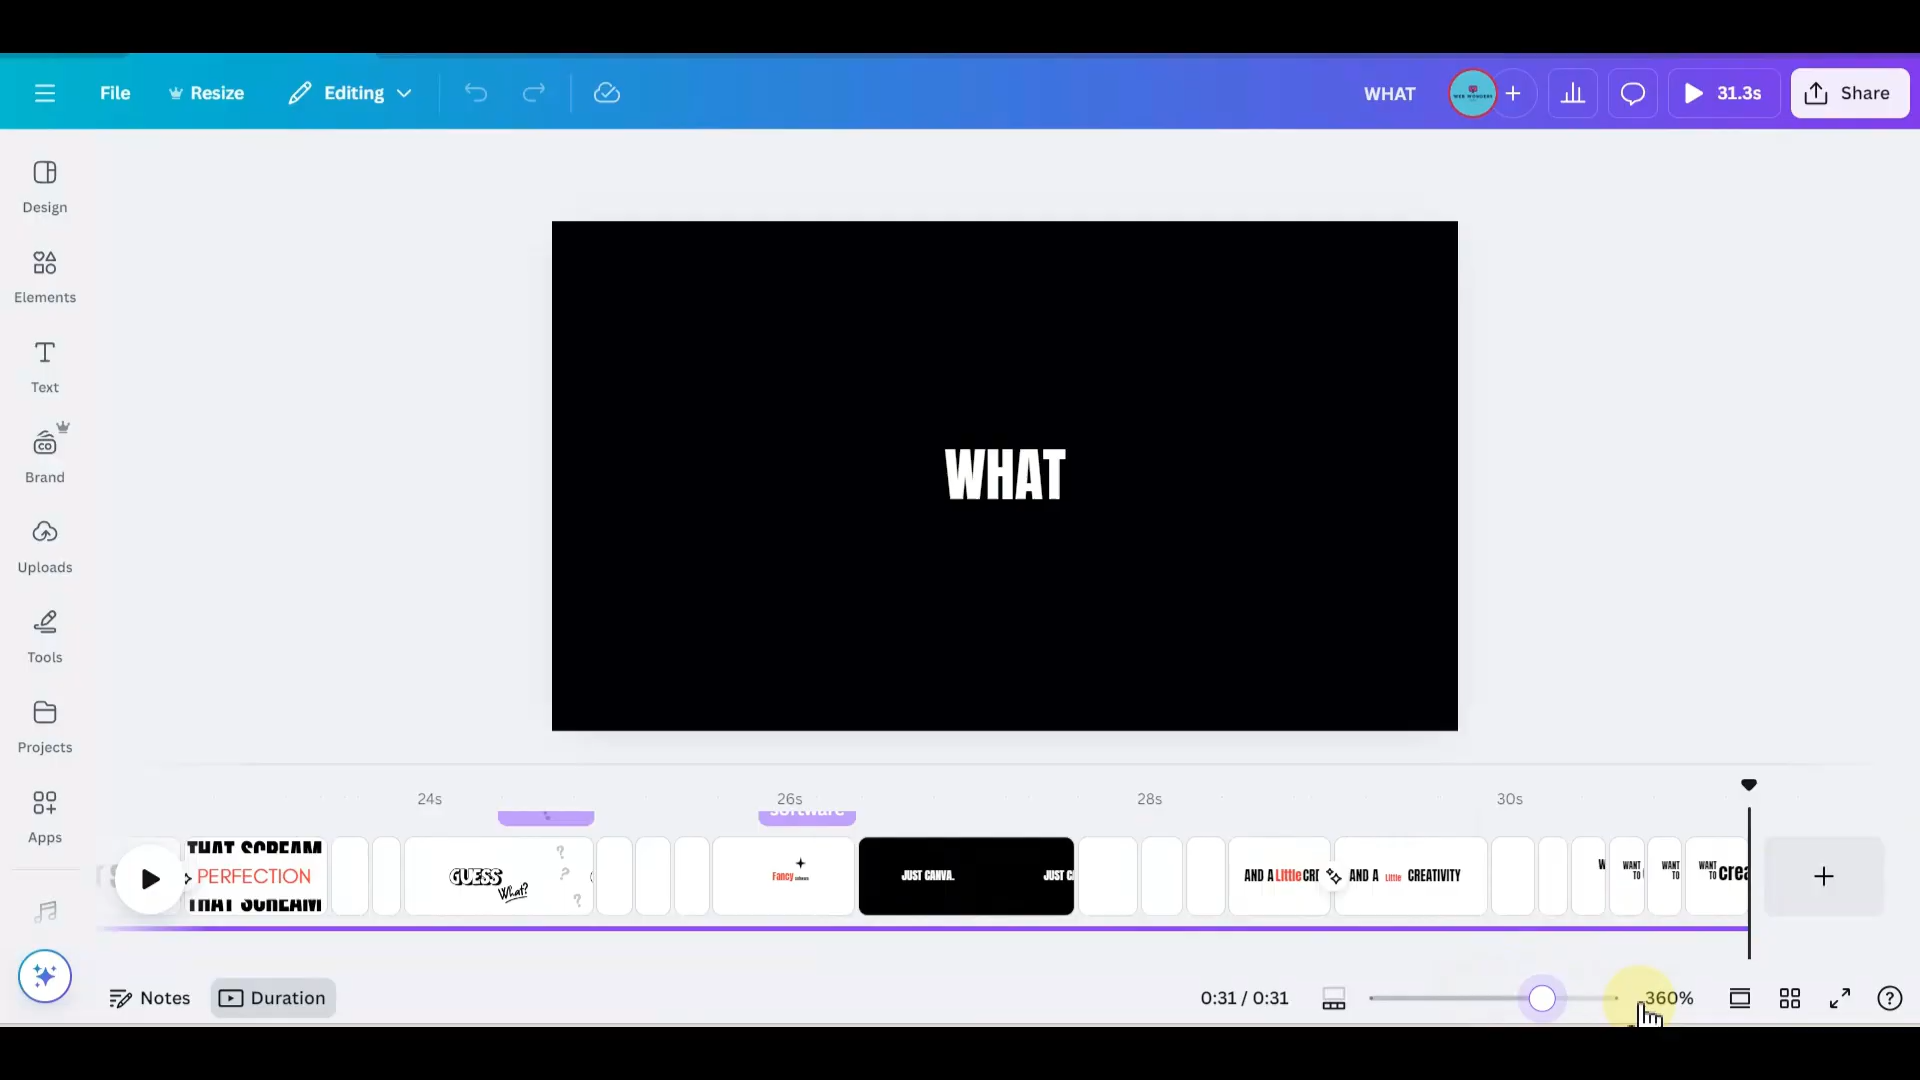 File
Resize
Editing
WHAT
31.3s
Share
Design
Elements
Text
Brand
Uploads
Tools
Projects
Apps
WHAT
24s
26s
28s
30s
THAT SCREAM
PERFECTION
THAT SCREAM
GUESS
What?
?
?
?
Fancy
JUST CANVA.
JUST CA
AND A Little CRE
AND A Little CREATIVITY
WANT
TO
WANT
TO
WANT
TO crea
Notes
Duration
0:31 / 0:31
360%